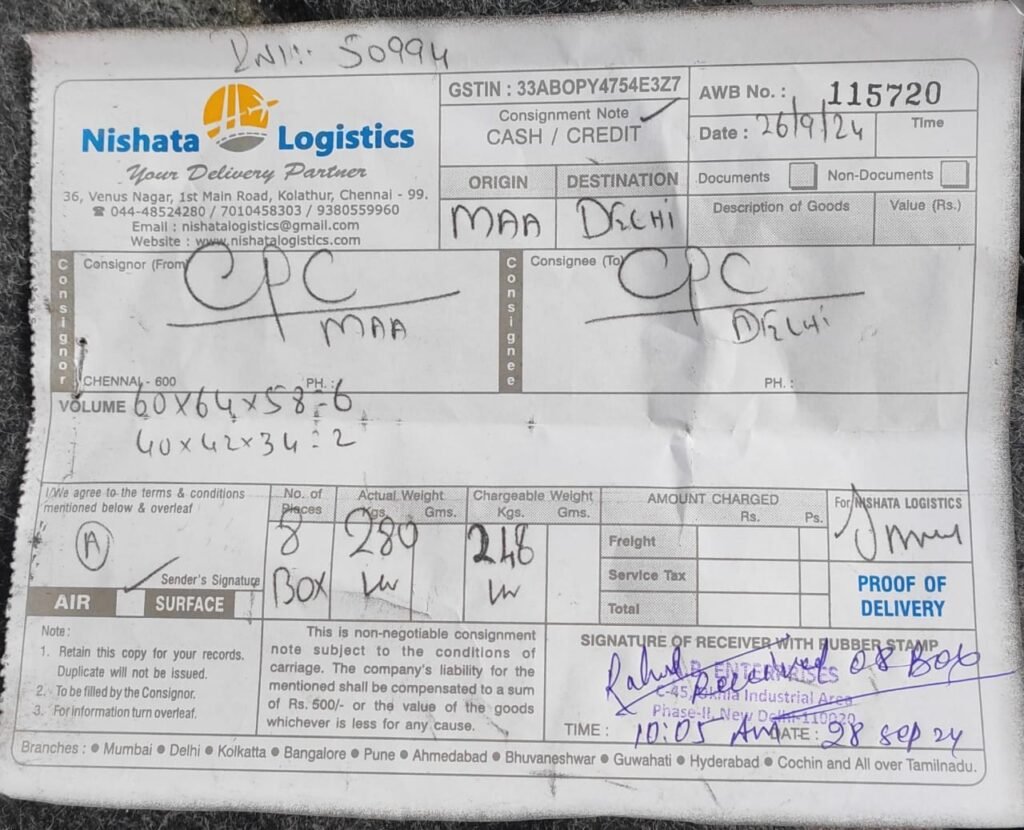 50994
Nishata Logistics
Your Delivery Partner
36, Venus Nagar, 1st Main Road, Kolathur, Chennai - 99.
☎ 044-48524280 / 7010458303 / 9380559960
Email : nishatalogistics@gmail.com
Website : www.nishatalogistics.com
GSTIN : 33ABOPY4754E3Z7
Consignment Note
CASH / CREDIT
AWB No. : 115720
Date : 26/9/24 Time
ORIGIN DESTINATION
MAA DELHI
Documents Non-Documents
Description of Goods Value (Rs.)
Consignor
Consignor (From)
CPC
MAA
CHENNAI - 600 PH. :
Consignee
Consignee (To)
CPC
DELHI
PH. :
VOLUME 60x64x58 = 6
40x42x34 = 2
I/We agree to the terms & conditions
mentioned below & overleaf
A
Sender's Signature
AIR SURFACE
No. of
Pieces
8
BOX
Actual Weight
Kgs. Gms.
280
Chargeable Weight
Kgs. Gms.
248
AMOUNT CHARGED
Rs. Ps.
Freight
Service Tax
Total
For NISHATA LOGISTICS
PROOF OF
DELIVERY
Note :
1. Retain this copy for your records.
Duplicate will not be issued.
2. To be filled by the Consignor.
3. For information turn overleaf.
This is non-negotiable consignment
note subject to the conditions of
carriage. The company's liability for the
mentioned shall be compensated to a sum
of Rs. 500/- or the value of the goods
whichever is less for any cause.
SIGNATURE OF RECEIVER WITH RUBBER STAMP
Rahul Received 08 Box
ENTERPRISES
C-45, Okhla Industrial Area
Phase-II, New Delhi-110020
TIME : 10:05 AM DATE : 28 Sep 24
Branches : ● Mumbai ● Delhi ● Kolkatta ● Bangalore ● Pune ● Ahmedabad ● Bhuvaneshwar ● Guwahati ● Hyderabad ● Cochin and All over Tamilnadu.